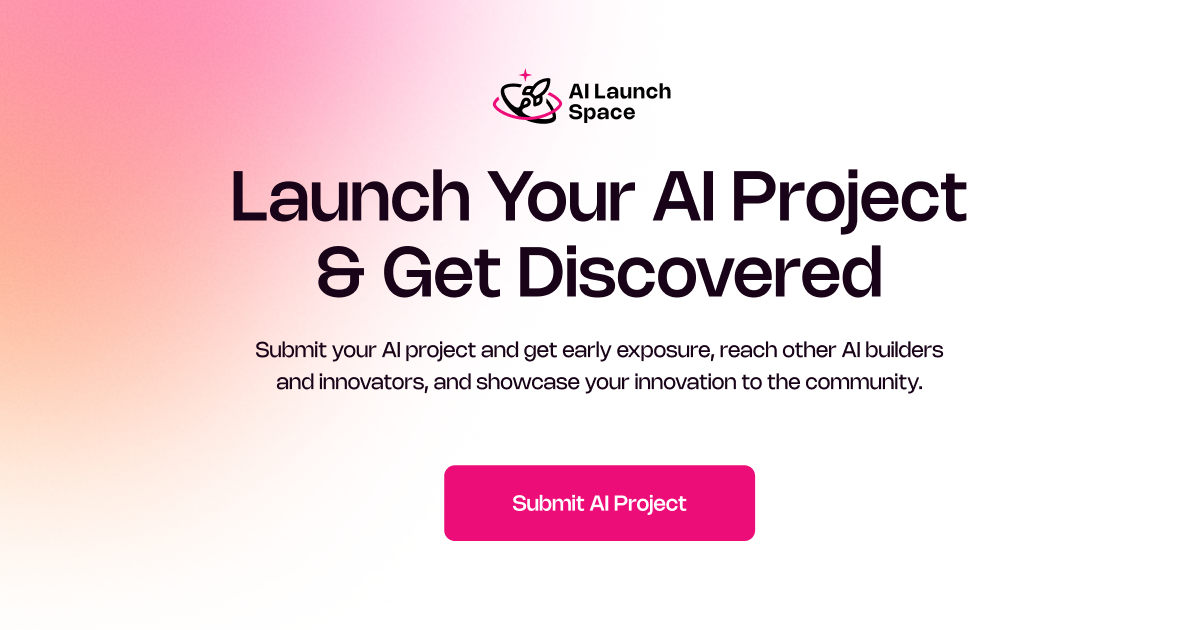 AI Launch
Space
Launch Your AI Project
& Get Discovered
Submit your AI project and get early exposure, reach other AI builders
and innovators, and showcase your innovation to the community.
Submit AI Project